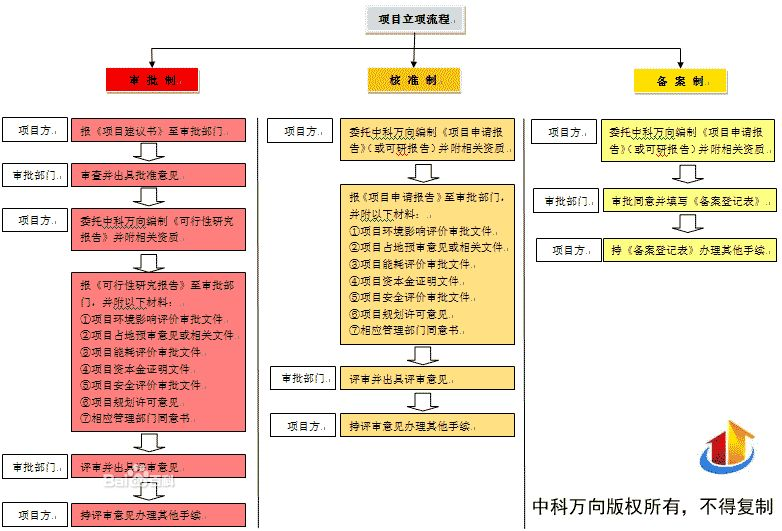 项目立项流程
审 批 制
核 准 制
备 案 制
项目方
报《项目建议书》至审批部门
审批部门
审查并出具批准意见
项目方
委托中科万向编制《可行性研究
报告》并附相关资质
报《可行性研究报告》至审批部
门，并附以下材料：
①项目环境影响评价审批文件
②项目占地预审意见或相关文件
③项目能耗评价审批文件
④项目资本金证明文件
⑤项目安全评价审批文件
⑥项目规划许可意见
⑦相应管理部门同意书
审批部门
评审并出具评审意见
项目方
持评审意见办理其他手续
项目方
委托中科万向编制《项目申请报
告》（或可研报告）并附相关资质
报《项目申请报告》至审批部门，
并附以下材料：
①项目环境影响评价审批文件
②项目占地预审意见或相关文件
③项目能耗评价审批文件
④项目资本金证明文件
⑤项目安全评价审批文件
⑥项目规划许可意见
⑦相应管理部门同意书
审批部门
评审并出具评审意见
项目方
持评审意见办理其他手续
项目方
委托中科万向编制《项目申请报
告》（或可研报告）并附相关资质
审批部门
审批同意并填写《备案登记表》
项目方
持《备案登记表》办理其他手续
Bai百科
中科万向版权所有，不得复制